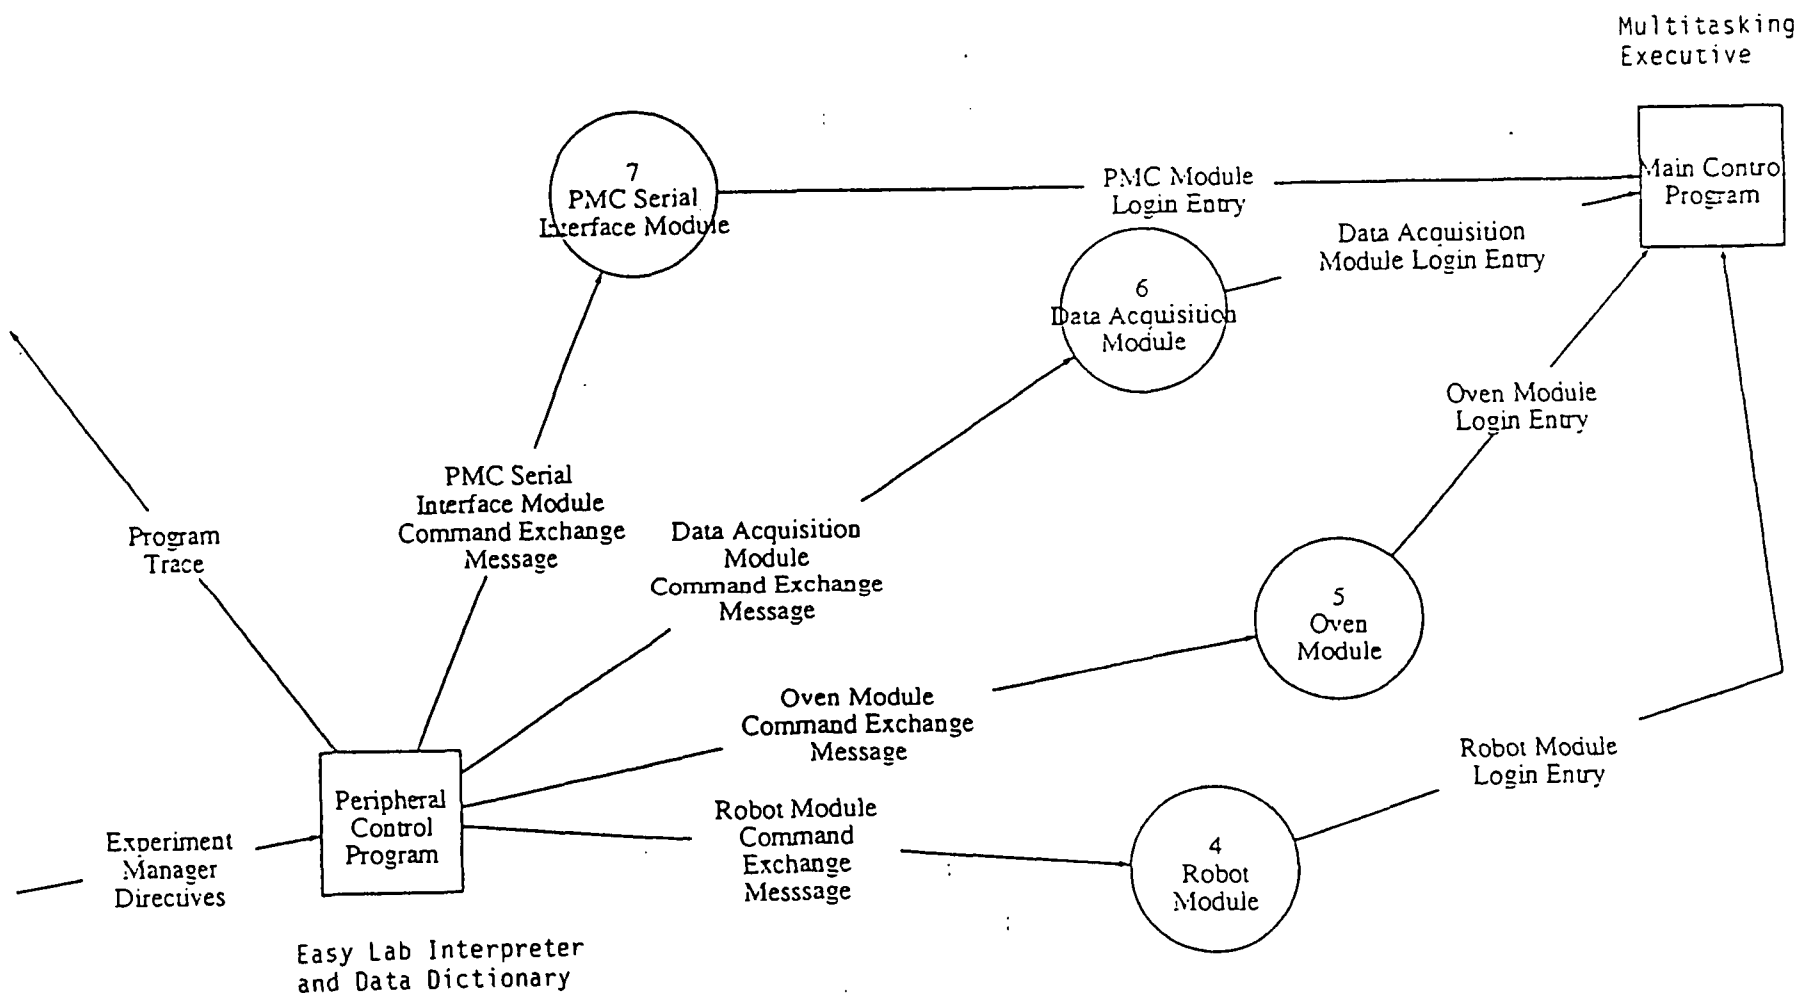 Multitasking
Executive
7
PMC Serial
Interface Module
PMC Module
Login Entry
Main Control
Program
Data Acquisition
Module Login Entry
6
Data Acquisition
Module
Oven Module
Login Entry
PMC Serial
Interface Module
Command Exchange
Message
Program
Trace
Data Acquisition
Module
Command Exchange
Message
5
Oven
Module
Oven Module
Command Exchange
Message
Robot Module
Login Entry
Peripheral
Control
Program
Robot Module
Command
Exchange
Messsage
Experiment
Manager
Directives
4
Robot
Module
Easy Lab Interpreter
and Data Dictionary